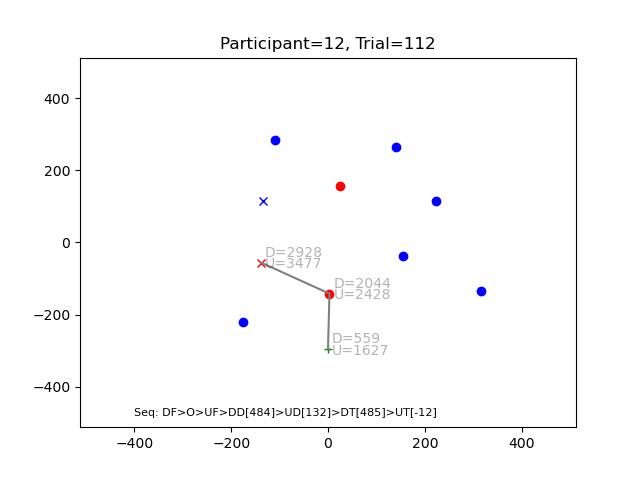 Participant=12, Trial=112
400
200
0
−200
−400
D=2928
U=3477
D=2044
U=2428
D=559
U=1627
Seq: DF>O>UF>DD[484]>UD[132]>DT[485]>UT[-12]
−400 −200 0 200 400